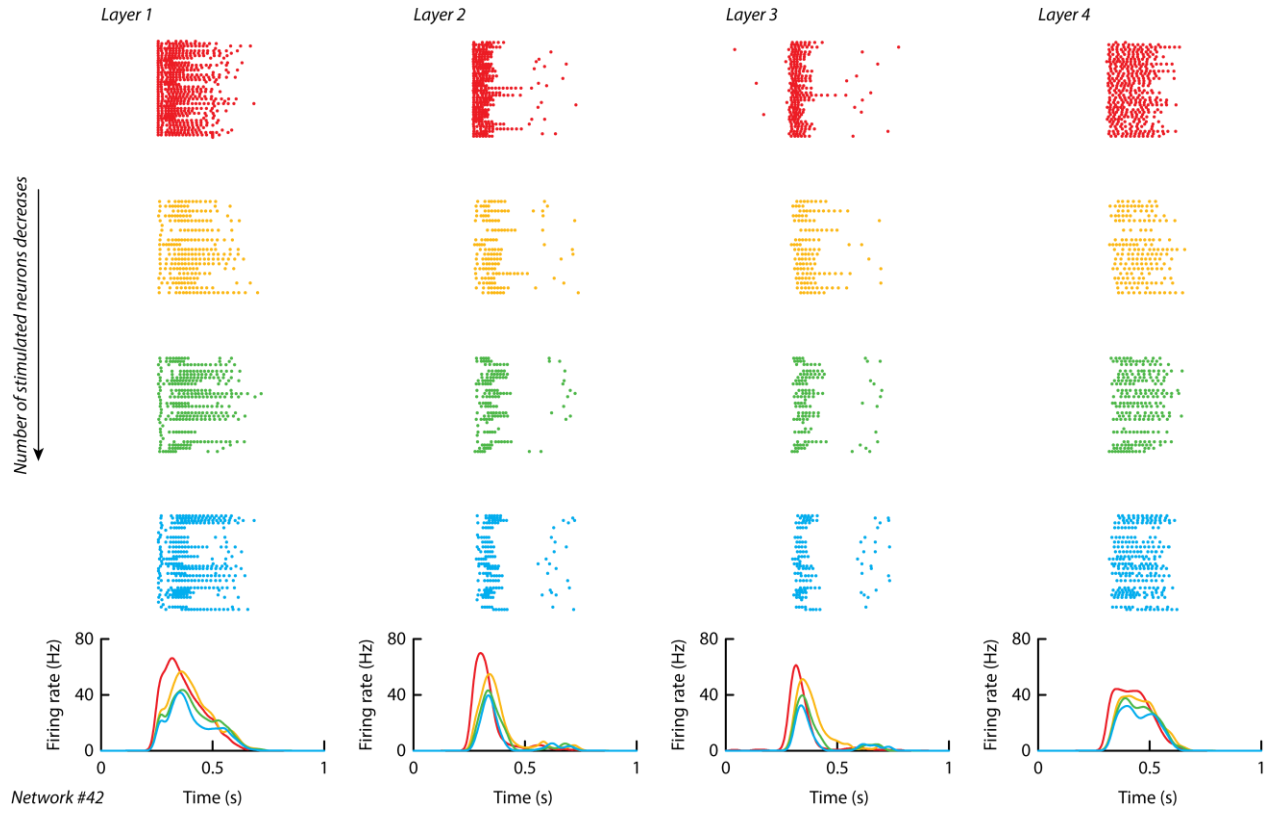 Layer 1
Layer 2
Layer 3
Layer 4
Number of stimulated neurons decreases
80
40
0
Firing rate (Hz)
0
0.5
1
Time (s)
80
40
0
Firing rate (Hz)
0
0.5
1
Time (s)
80
40
0
Firing rate (Hz)
0
0.5
1
Time (s)
80
40
0
Firing rate (Hz)
0
0.5
1
Time (s)
Network #42